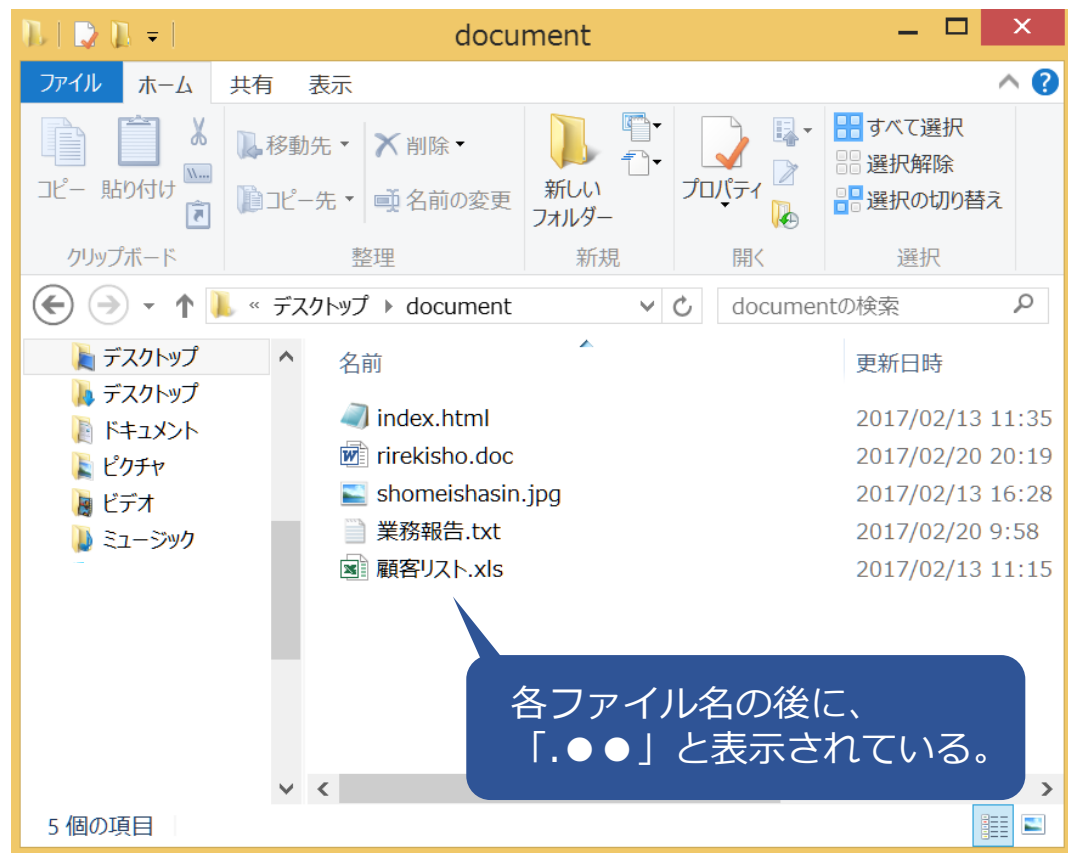 document
ファイル ホーム 共有 表示
コピー 貼り付け 移動先 コピー先 削除 名前の変更 新しい フォルダー プロパティ すべて選択 選択解除 選択の切り替え
クリップボード 整理 新規 開く 選択
« デスクトップ document documentの検索
デスクトップ
デスクトップ
ドキュメント
ピクチャ
ビデオ
ミュージック
名前 更新日時
index.html 2017/02/13 11:35
rirekisho.doc 2017/02/20 20:19
shomeishasin.jpg 2017/02/13 16:28
業務報告.txt 2017/02/20 9:58
顧客リスト.xls 2017/02/13 11:15
各ファイル名の後に、
「.●●」と表示されている。
5 個の項目